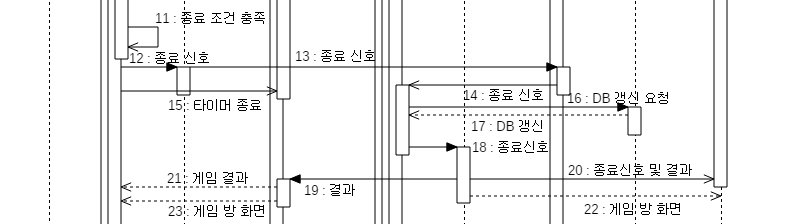 11 : 종료 조건 충족
12 : 종료 신호
13 : 종료 신호
14 : 종료 신호
16 : DB 갱신 요청
15 : 타이머 종료
17 : DB 갱신
18 : 종료신호
20 : 종료신호 및 결과
21 : 게임 결과
19 : 결과
23 : 게임 방 화면
22 : 게임 방 화면